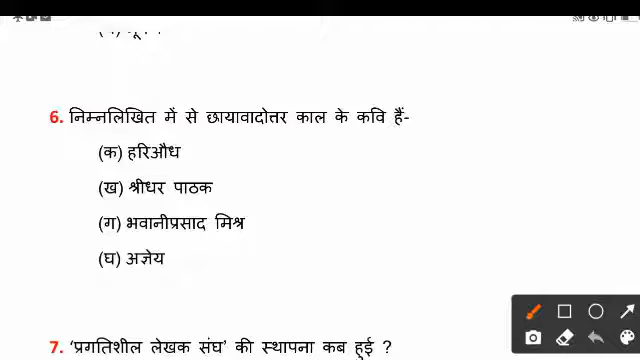 6. निम्नलिखित में से छायावादोत्तर काल के कवि हैं-
(क) हरिऔध
(ख) श्रीधर पाठक
(ग) भवानीप्रसाद मिश्र
(घ) अज्ञेय
7. ‘प्रगतिशील लेखक संघ’ की स्थापना कब हुई ?